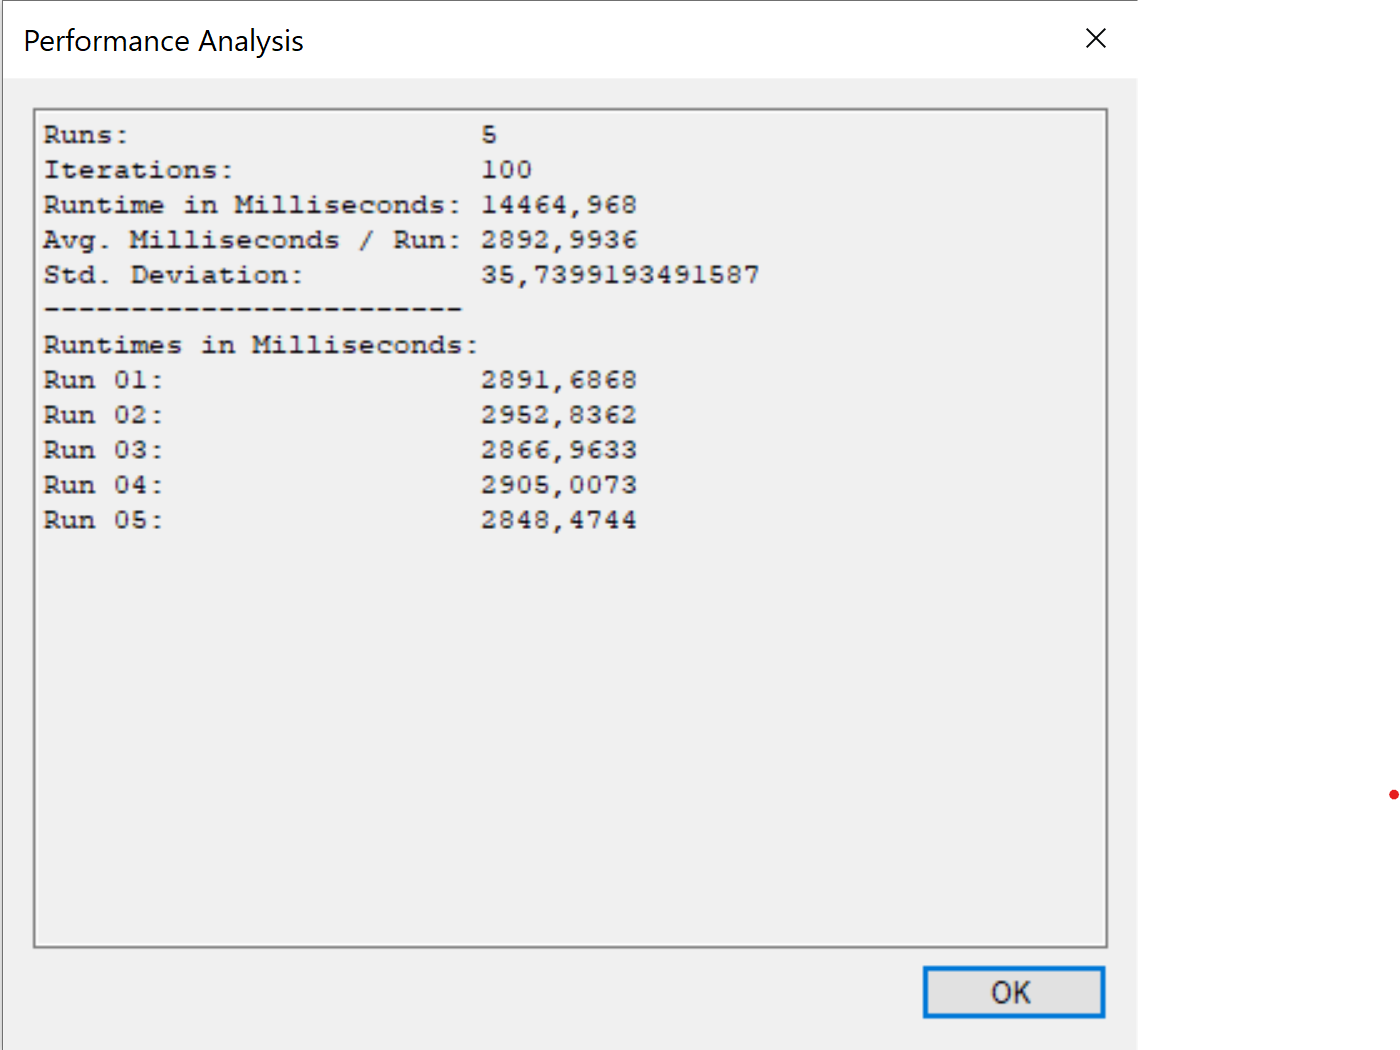 Performance Analysis
Runs: 5
Iterations: 100
Runtime in Milliseconds: 14464,968
Avg. Milliseconds / Run: 2892,9936
Std. Deviation: 35,7399193491587
------------------------
Runtimes in Milliseconds:
Run 01: 2891,6868
Run 02: 2952,8362
Run 03: 2866,9633
Run 04: 2905,0073
Run 05: 2848,4744
OK